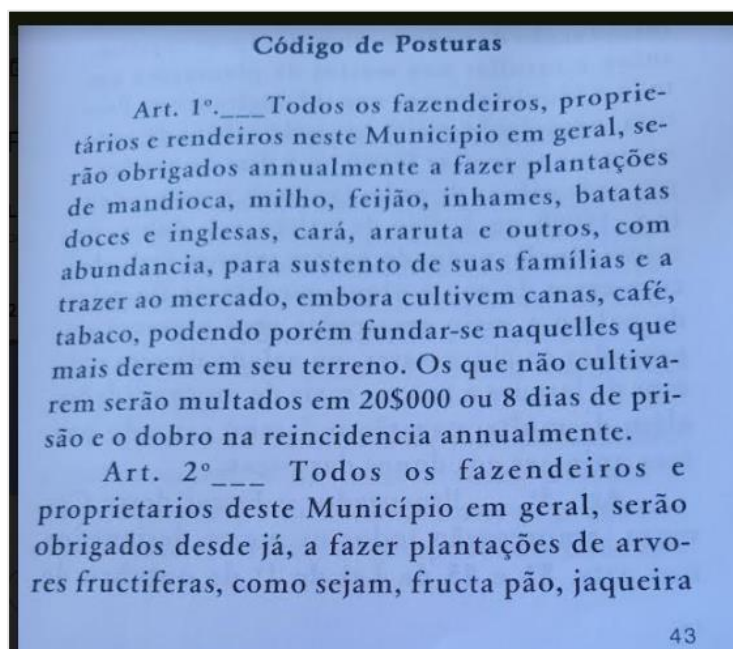 Código de Posturas
Art. 1º.___Todos os fazendeiros, proprie-
tários e rendeiros neste Município em geral, se-
rão obrigados annualmente a fazer plantações
de mandioca, milho, feijão, inhames, batatas
doces e inglesas, cará, araruta e outros, com
abundancia, para sustento de suas famílias e a
trazer ao mercado, embora cultivem canas, café,
tabaco, podendo porém fundar-se naquelles que
mais derem em seu terreno. Os que não cultiva-
rem serão multados em 20$000 ou 8 dias de pri-
são e o dobro na reincidencia annualmente.
Art. 2º___ Todos os fazendeiros e
proprietarios deste Município em geral, serão
obrigados desde já, a fazer plantações de arvo-
res fructiferas, como sejam, fructa pão, jaqueira
43